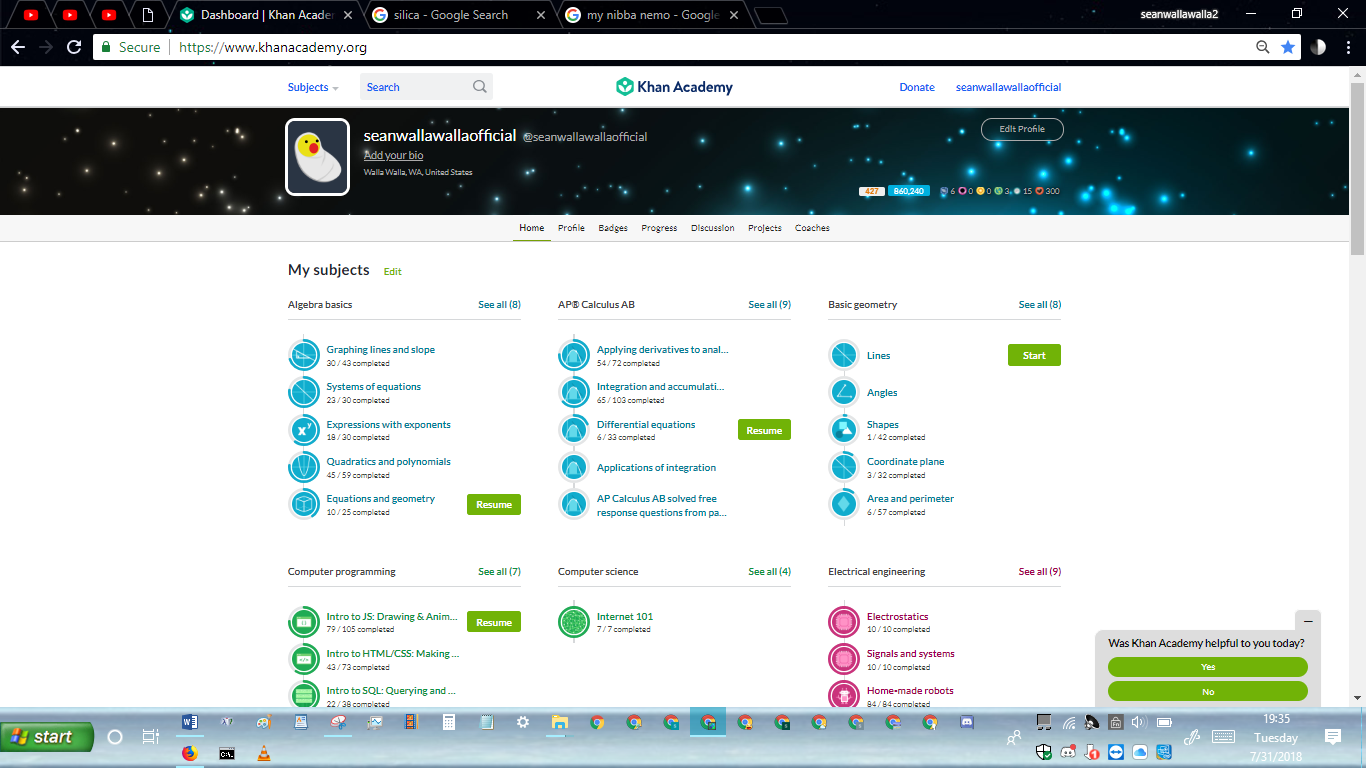 Dashboard | Khan Acader
silica - Google Search
my nibba nemo - Google
seanwallawalla2
Secure
https://www.khanacademy.org
Subjects
Search
Khan Academy
Donate
seanwallawallaofficial
seanwallawallaofficial @seanwallawallaofficial
Edit Profile
Add your bio
Walla Walla, WA, United States
427 860,240 6 0 0 3 15 300
Home Profile Badges Progress Discussion Projects Coaches
My subjects Edit
Algebra basics See all (8)
Graphing lines and slope
30 / 43 completed
Systems of equations
23 / 30 completed
Expressions with exponents
18 / 30 completed
Quadratics and polynomials
45 / 59 completed
Equations and geometry
10 / 25 completed
Resume
AP® Calculus AB See all (9)
Applying derivatives to anal...
54 / 72 completed
Integration and accumulati...
65 / 103 completed
Differential equations
6 / 33 completed
Resume
Applications of integration
AP Calculus AB solved free
response questions from pa...
Basic geometry See all (8)
Lines
Start
Angles
Shapes
1 / 42 completed
Coordinate plane
3 / 32 completed
Area and perimeter
6 / 57 completed
Computer programming See all (7)
Intro to JS: Drawing & Anim...
79 / 105 completed
Resume
Intro to HTML/CSS: Making ...
43 / 73 completed
Intro to SQL: Querying and ...
22 / 38 completed
Computer science See all (4)
Internet 101
7 / 7 completed
Electrical engineering See all (9)
Electrostatics
10 / 10 completed
Signals and systems
10 / 10 completed
Home-made robots
84 / 84 completed
Was Khan Academy helpful to you today?
Yes
No
start
19:35
Tuesday
7/31/2018